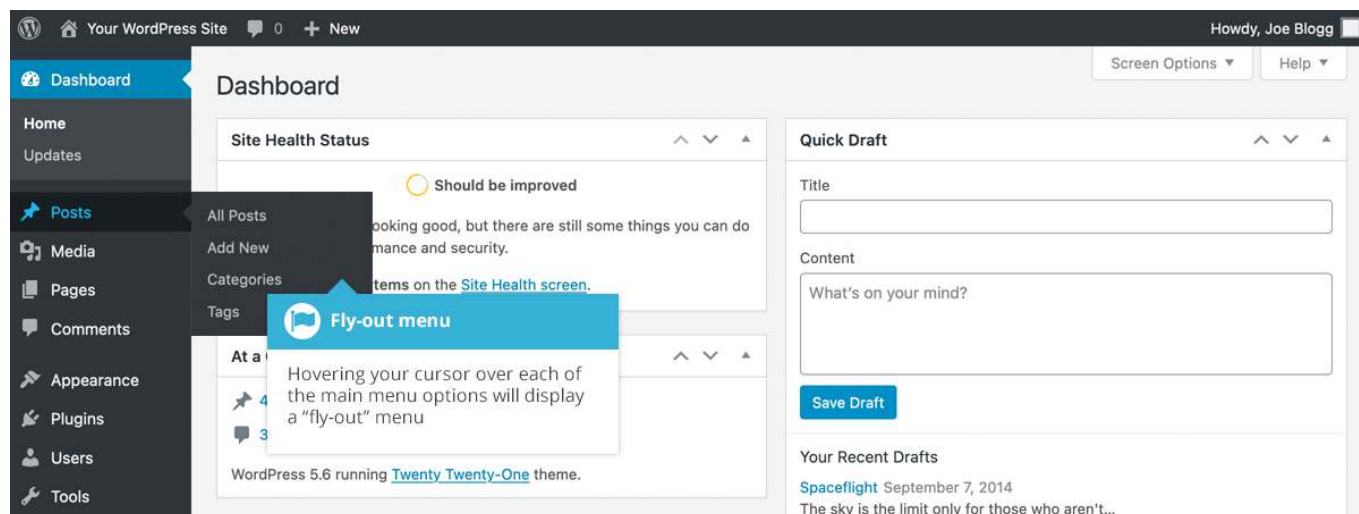 Your WordPress Site 0 New
Howdy, Joe Blogg
Dashboard
Home
Updates
Posts
Media
Pages
Comments
Appearance
Plugins
Users
Tools
All Posts
Add New
Categories
Tags
Screen Options
Help
Dashboard
Site Health Status
Should be improved
ooking good, but there are still some things you can do
mance and security.
tems on the Site Health screen.
Fly-out menu
Hovering your cursor over each of
the main menu options will display
a “fly-out” menu
At a
4
3
WordPress 5.6 running Twenty Twenty-One theme.
Quick Draft
Title
Content
What's on your mind?
Save Draft
Your Recent Drafts
Spaceflight September 7, 2014
The sky is the limit only for those who aren't...